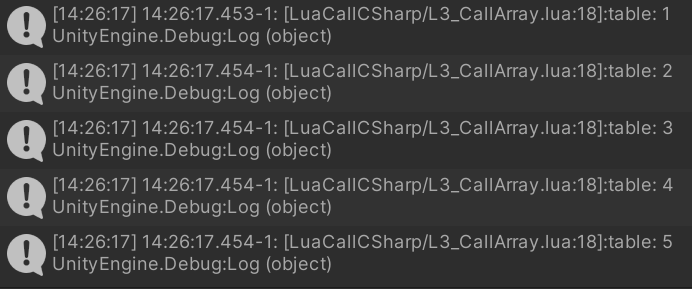 [14:26:17] 14:26:17.453-1: [LuaCallCSharp/L3_CallArray.lua:18]:table: 1
UnityEngine.Debug:Log (object)
[14:26:17] 14:26:17.454-1: [LuaCallCSharp/L3_CallArray.lua:18]:table: 2
UnityEngine.Debug:Log (object)
[14:26:17] 14:26:17.454-1: [LuaCallCSharp/L3_CallArray.lua:18]:table: 3
UnityEngine.Debug:Log (object)
[14:26:17] 14:26:17.454-1: [LuaCallCSharp/L3_CallArray.lua:18]:table: 4
UnityEngine.Debug:Log (object)
[14:26:17] 14:26:17.454-1: [LuaCallCSharp/L3_CallArray.lua:18]:table: 5
UnityEngine.Debug:Log (object)